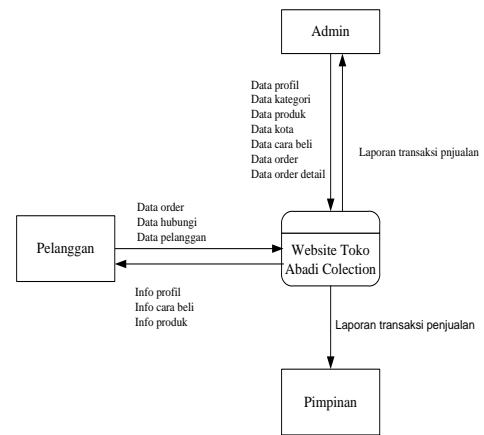 Admin
Data profil
Data kategori
Data produk
Data kota
Data cara beli
Data order
Data order detail
Laporan transaksi pnjualan
Data order
Data hubungi
Data pelanggan
Pelanggan
Website Toko
Abadi Colection
Info profil
Info cara beli
Info produk
Laporan transaksi penjualan
Pimpinan